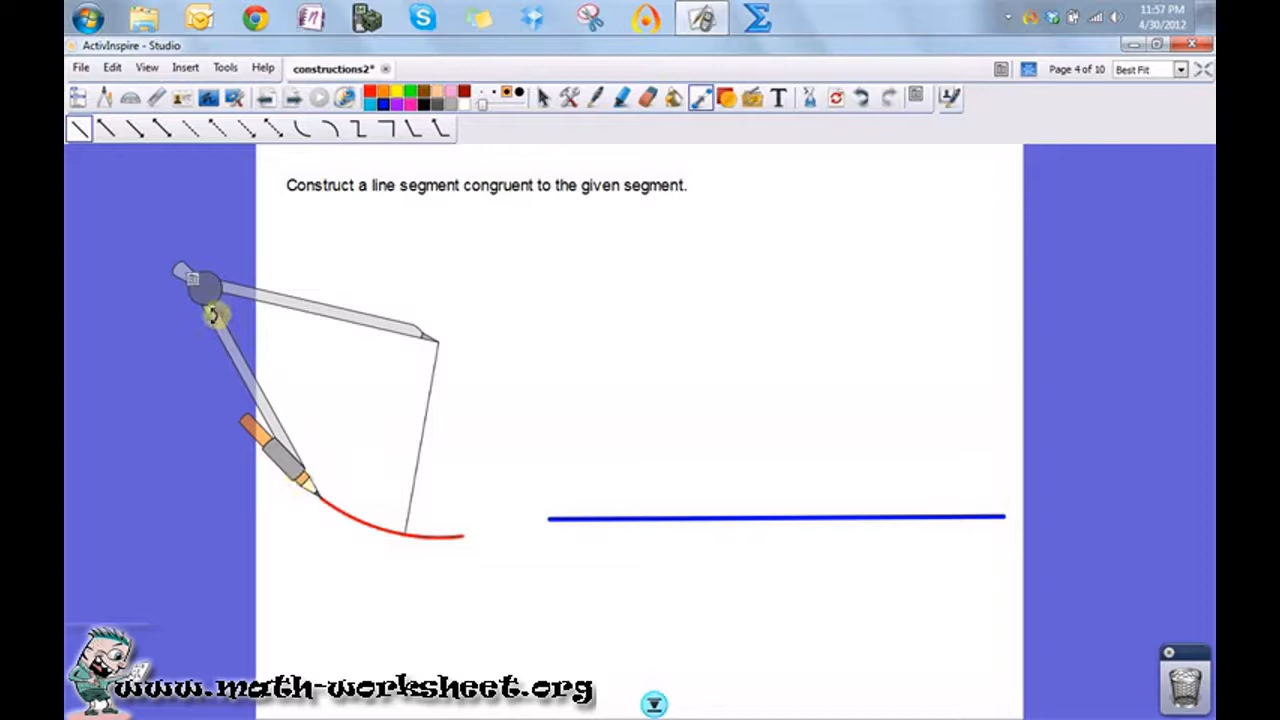 11:57 PM
4/30/2012
ActivInspire - Studio
File Edit View Insert Tools Help constructions2* Page 4 of 10 Best Fit
Construct a line segment congruent to the given segment.
www.math-worksheet.org